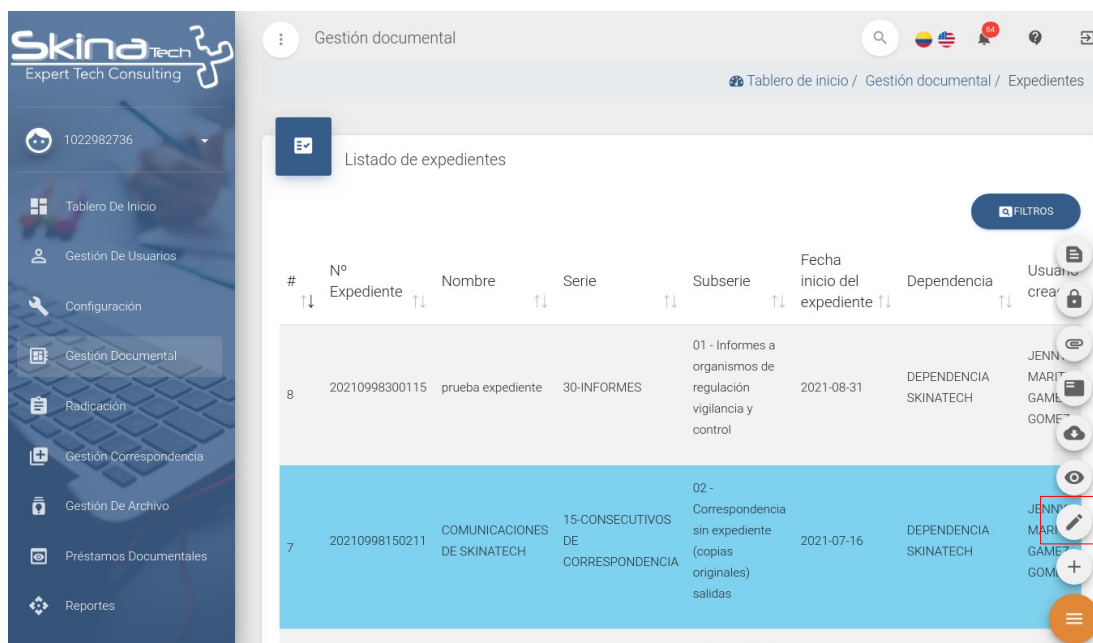 Skina Tech
Expert Tech Consulting
Gestión documental
64
Tablero de inicio / Gestión documental / Expedientes
1022982736
Listado de expedientes
FILTROS
Tablero De Inicio
Gestión De Usuarios
Configuración
Gestión Documental
Radicación
Gestión Correspondencia
Gestión De Archivo
Préstamos Documentales
Reportes
#
Nº
Expediente
Nombre
Serie
Subserie
Fecha
inicio del
expediente
Dependencia
Usuario
8
20210998300115
prueba expediente
30-INFORMES
01 - Informes a
organismos de
regulación
vigilancia y
control
2021-08-31
DEPENDENCIA
SKINATECH
GOMEZ
7
20210998150211
COMUNICACIONES
DE SKINATECH
15-CONSECUTIVOS
DE
CORRESPONDENCIA
02 -
Correspondencia
sin expediente
(copias
originales)
salidas
2021-07-16
DEPENDENCIA
SKINATECH
GAMEZ